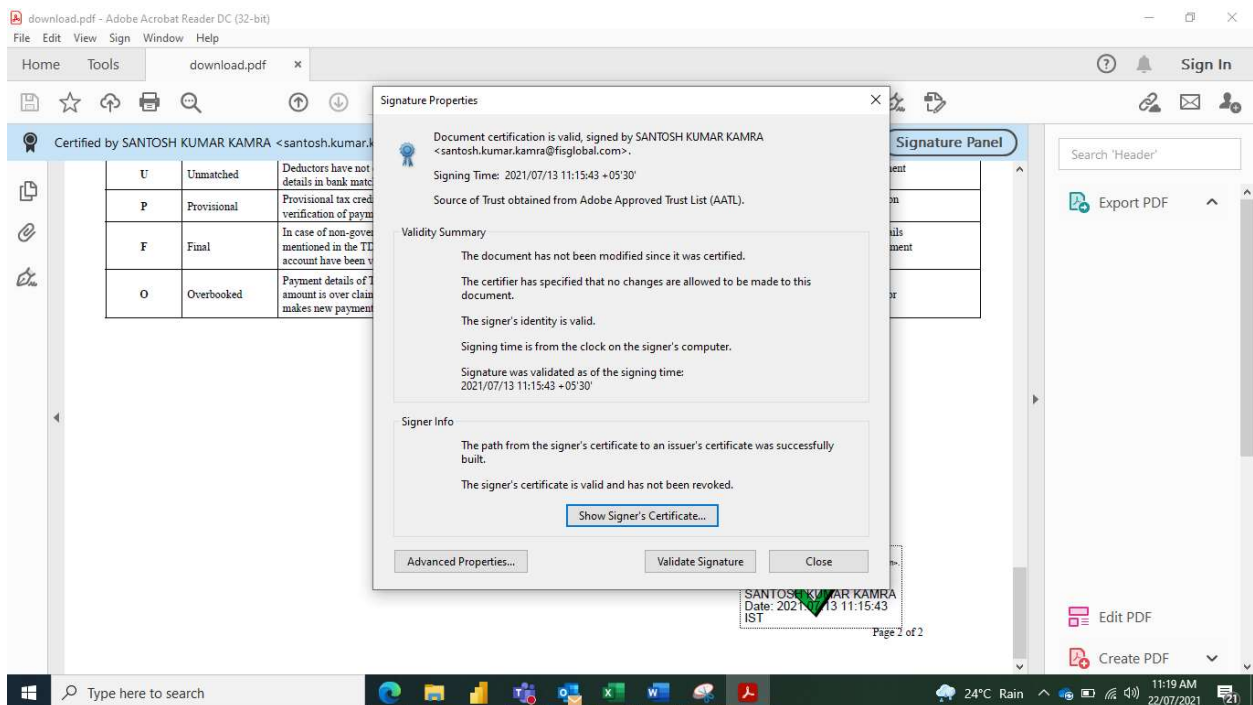 download.pdf - Adobe Acrobat Reader DC (32-bit)
File Edit View Sign Window Help
Home Tools download.pdf × Sign In
Certified by SANTOSH KUMAR KAMRA <santosh.kumar.k
Signature Panel
U Unmatched Deductors have not
details in bank matc
P Provisional Provisional tax cred
verification of paym
F Final In case of non-gove
mentioned in the TD
account have been v
O Overbooked Payment details of T
amount is over clain
makes new payment
Signature Properties
Document certification is valid, signed by SANTOSH KUMAR KAMRA
<santosh.kumar.kamra@fisglobal.com>.
Signing Time: 2021/07/13 11:15:43 +05'30'
Source of Trust obtained from Adobe Approved Trust List (AATL).
Validity Summary
The document has not been modified since it was certified.
The certifier has specified that no changes are allowed to be made to this
document.
The signer's identity is valid.
Signing time is from the clock on the signer's computer.
Signature was validated as of the signing time:
2021/07/13 11:15:43 +05'30'
Signer Info
The path from the signer's certificate to an issuer's certificate was successfully
built.
The signer's certificate is valid and has not been revoked.
Show Signer's Certificate...
Advanced Properties... Validate Signature Close
SANTOSH KUMAR KAMRA
Date: 2021.07.13 11:15:43
IST
Page 2 of 2
Search 'Header'
Export PDF
Edit PDF
Create PDF
Type here to search
24°C Rain
11:19 AM
22/07/2021
21